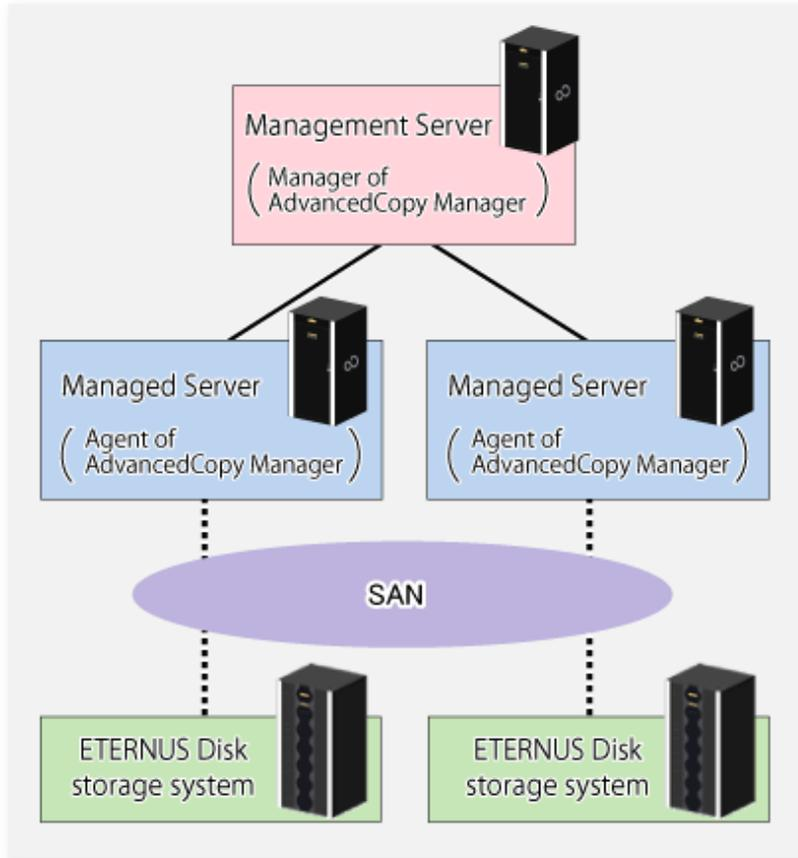 Management Server
( Manager of
AdvancedCopy Manager )
Managed Server
( Agent of
AdvancedCopy Manager )
Managed Server
( Agent of
AdvancedCopy Manager )
SAN
ETERNUS Disk
storage system
ETERNUS Disk
storage system